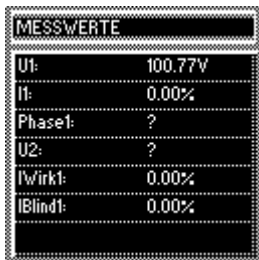 MESSWERTE
U1: 100.77V
I1: 0.00%
Phase1: ?
U2: ?
IWirk1: 0.00%
IBlind1: 0.00%